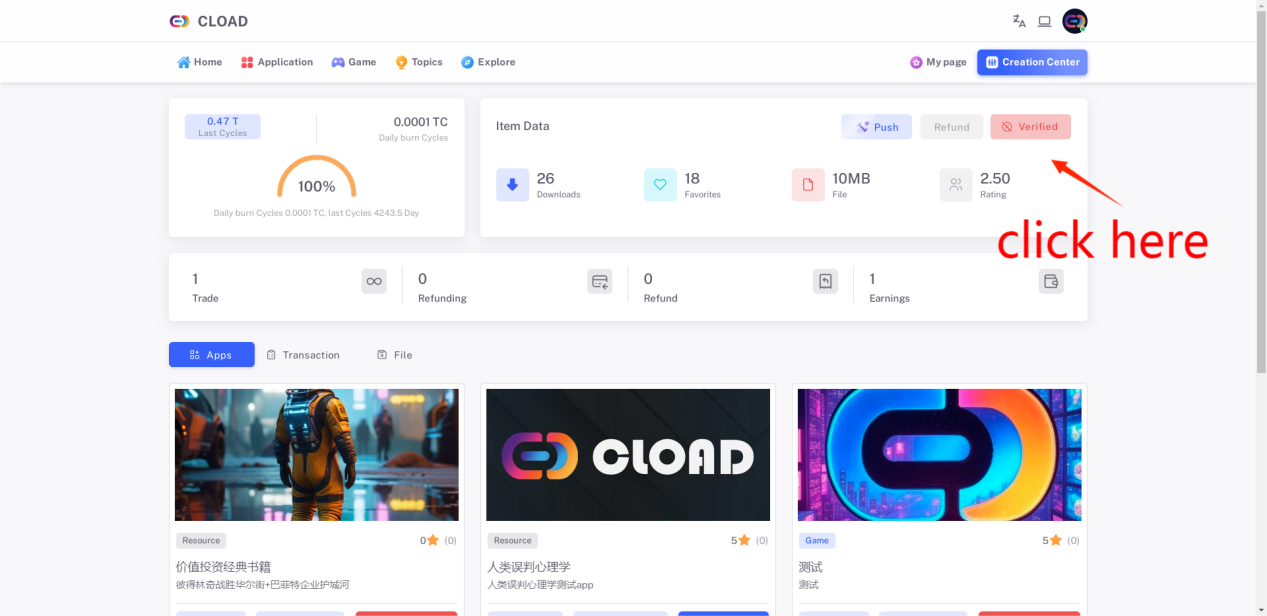 CLOAD
Home Application Game Topics Explore My page Creation Center
0.47 T
Last Cycles
0.0001 TC
Daily burn Cycles
100%
Daily burn Cycles 0.0001 TC, last Cycles 4243.5 Day
Item Data
Push Refund Verified
26
Downloads
18
Favorites
10MB
File
2.50
Rating
click here
1
Trade
0
Refunding
0
Refund
1
Earnings
Apps Transaction File
CLOAD
Resource 0 (0)
价值投资经典书籍
彼得林奇战胜华尔街+巴菲特企业护城河
Resource 5 (0)
人类误判心理学
人类误判心理学测试app
Game 5 (0)
测试
测试